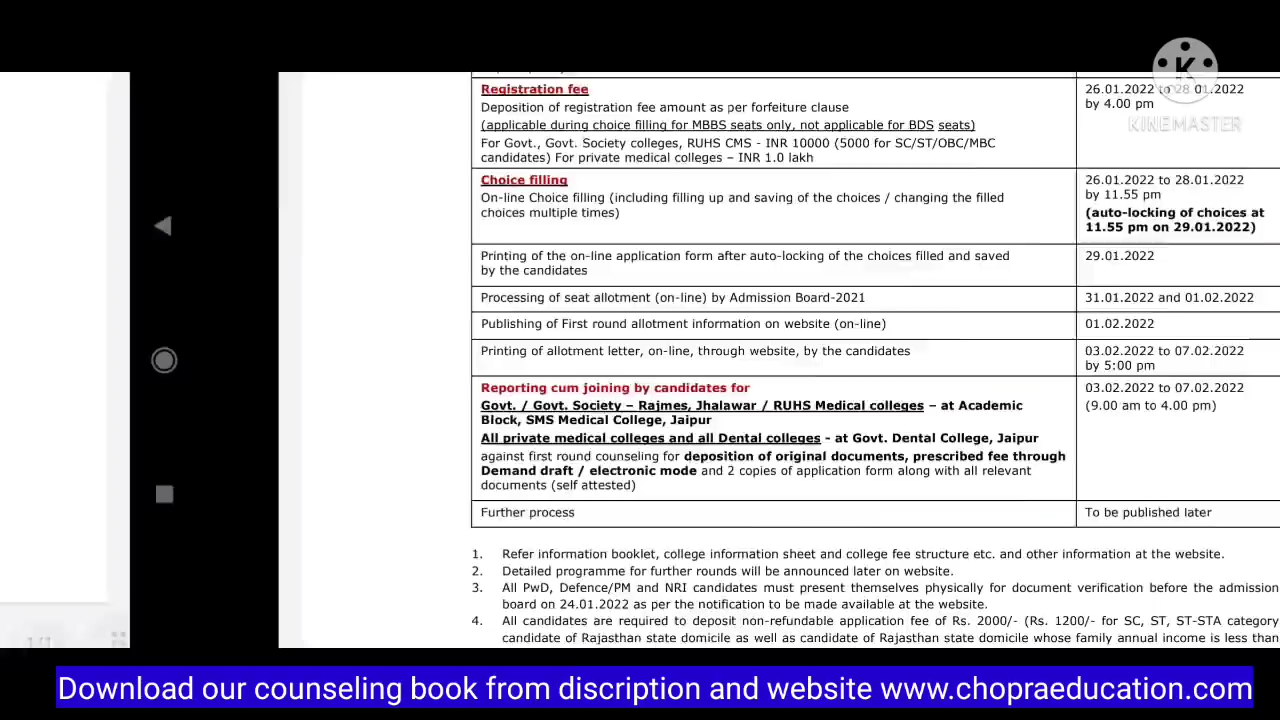 K
KINEMASTER
Registration fee
26.01.2022 to 28.01.2022
Deposition of registration fee amount as per forfeiture clause
by 4.00 pm
(applicable during choice filling for MBBS seats only, not applicable for BDS seats)
For Govt., Govt. Society colleges, RUHS CMS - INR 10000 (5000 for SC/ST/OBC/MBC
candidates) For private medical colleges – INR 1.0 lakh
Choice filling
26.01.2022 to 28.01.2022
On-line Choice filling (including filling up and saving of the choices / changing the filled
by 11.55 pm
choices multiple times)
(auto-locking of choices at
11.55 pm on 29.01.2022)
Printing of the on-line application form after auto-locking of the choices filled and saved
29.01.2022
by the candidates
Processing of seat allotment (on-line) by Admission Board-2021
31.01.2022 and 01.02.2022
Publishing of First round allotment information on website (on-line)
01.02.2022
Printing of allotment letter, on-line, through website, by the candidates
03.02.2022 to 07.02.2022
by 5:00 pm
Reporting cum joining by candidates for
03.02.2022 to 07.02.2022
Govt. / Govt. Society – Rajmes, Jhalawar / RUHS Medical colleges – at Academic
(9.00 am to 4.00 pm)
Block, SMS Medical College, Jaipur
All private medical colleges and all Dental colleges - at Govt. Dental College, Jaipur
against first round counseling for deposition of original documents, prescribed fee through
Demand draft / electronic mode and 2 copies of application form along with all relevant
documents (self attested)
Further process
To be published later
1. Refer information booklet, college information sheet and college fee structure etc. and other information at the website.
2. Detailed programme for further rounds will be announced later on website.
3. All PwD, Defence/PM and NRI candidates must present themselves physically for document verification before the admission
board on 24.01.2022 as per the notification to be made available at the website.
4. All candidates are required to deposit non-refundable application fee of Rs. 2000/- (Rs. 1200/- for SC, ST, ST-STA category
candidate of Rajasthan state domicile as well as candidate of Rajasthan state domicile whose family annual income is less than
1/1
Download our counseling book from discription and website www.chopraeducation.com